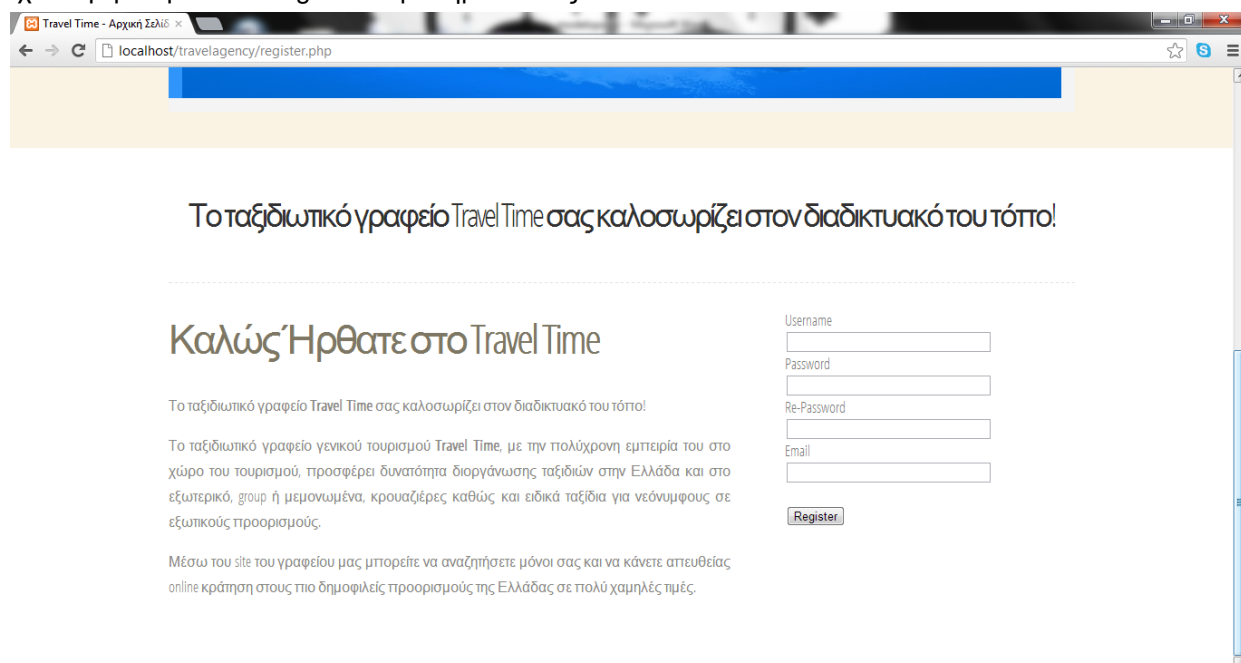 Travel Time - Αρχική Σελίδ
localhost/travelagency/register.php
Το ταξιδιωτικό γραφείο Travel Time σας καλοσωρίζει στον διαδικτυακό του τόπο!
Καλώς Ήρθατε στο Travel Time
Το ταξιδιωτικό γραφείο Travel Time σας καλοσωρίζει στον διαδικτυακό του τόπο!
Το ταξιδιωτικό γραφείο γενικού τουρισμού Travel Time, με την πολύχρονη εμπειρία του στο
χώρο του τουρισμού, προσφέρει δυνατότητα διοργάνωσης ταξιδιών στην Ελλάδα και στο
εξωτερικό, group ή μεμονωμένα, κρουαζιέρες καθώς και ειδικά ταξίδια για νεόνυμφους σε
εξωτικούς προορισμούς.
Μέσω του site του γραφείου μας μπορείτε να αναζητήσετε μόνοι σας και να κάνετε απευθείας
online κράτηση στους πιο δημοφιλείς προορισμούς της Ελλάδας σε πολύ χαμηλές τιμές.
Username
Password
Re-Password
Email
Register